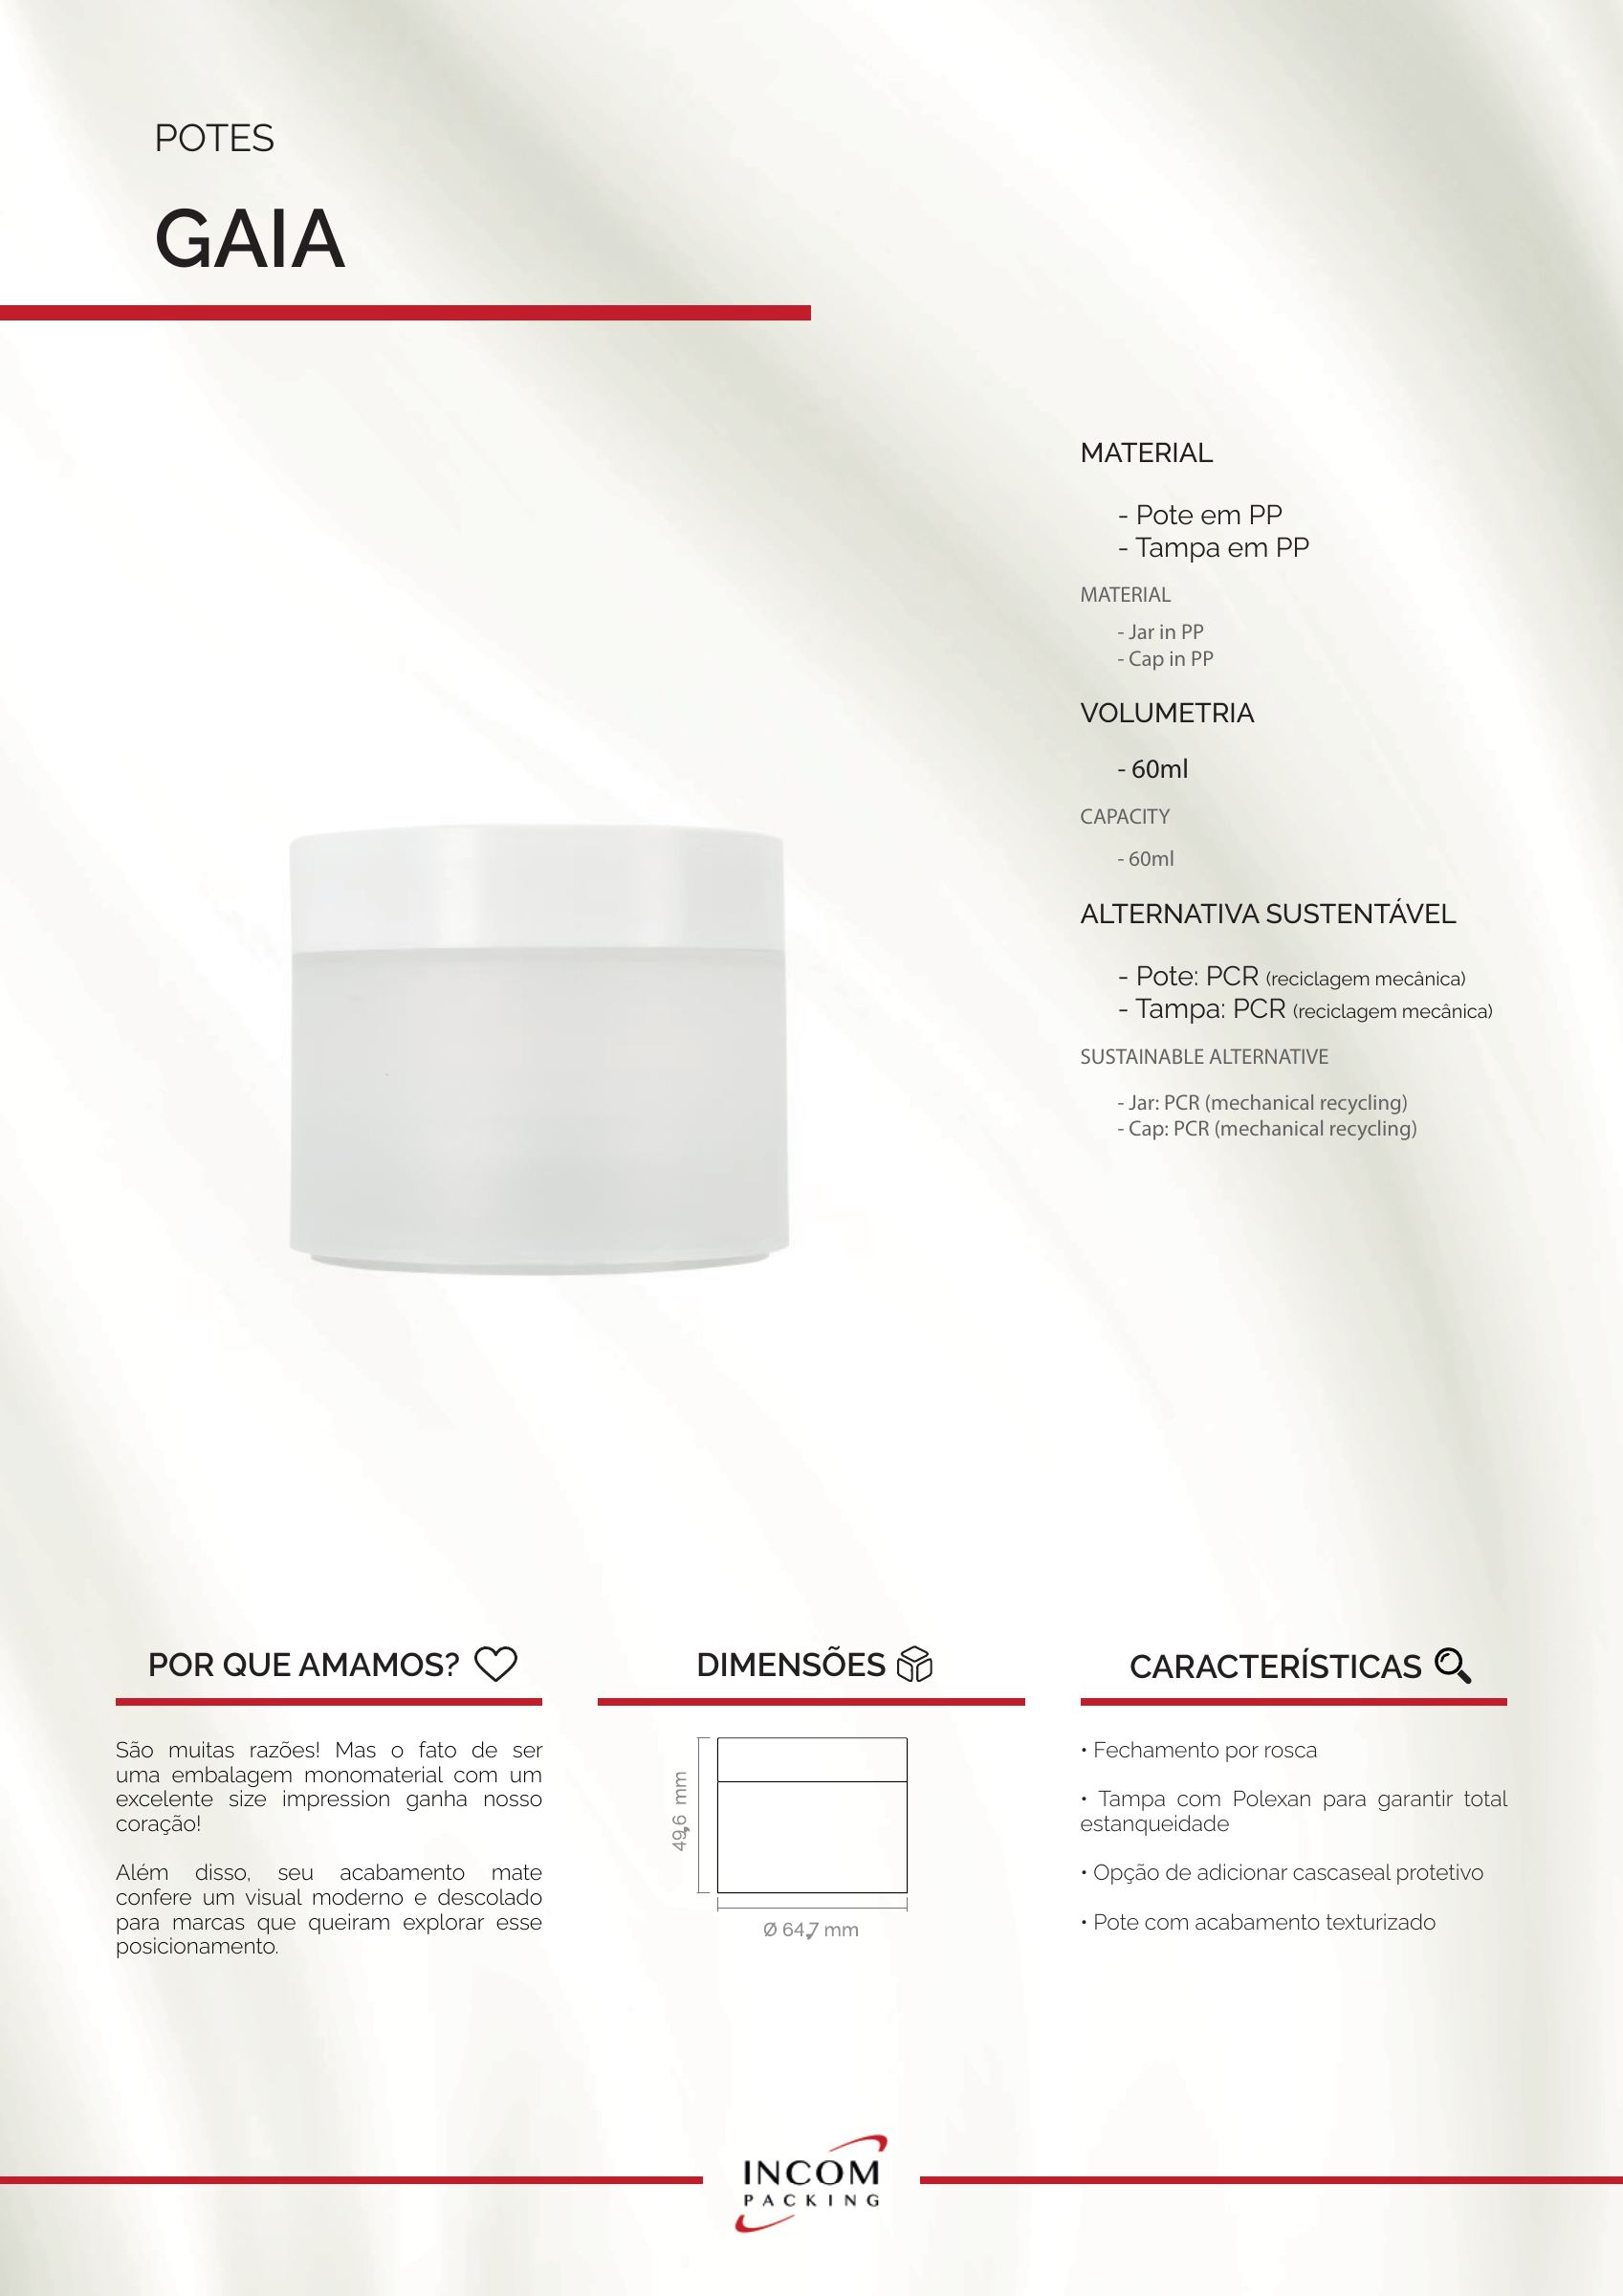 POTES
GAIA
MATERIAL
- Pote em PP
- Tampa em PP
MATERIAL
- Jar in PP
- Cap in PP
VOLUMETRIA
- 60ml
CAPACITY
- 60ml
ALTERNATIVA SUSTENTÁVEL
- Pote: PCR (reciclagem mecânica)
- Tampa: PCR (reciclagem mecânica)
SUSTAINABLE ALTERNATIVE
- Jar: PCR (mechanical recycling)
- Cap: PCR (mechanical recycling)
POR QUE AMAMOS?
São muitas razões! Mas o fato de ser
uma embalagem monomaterial com um
excelente size impression ganha nosso
coração!
Além disso, seu acabamento mate
confere um visual moderno e descolado
para marcas que queiram explorar esse
posicionamento.
DIMENSÕES
49,6 mm
Ø 64,7 mm
CARACTERÍSTICAS
• Fechamento por rosca
• Tampa com Polexan para garantir total
estanqueidade
• Opção de adicionar cascaseal protetivo
• Pote com acabamento texturizado
INCOM
PACKING